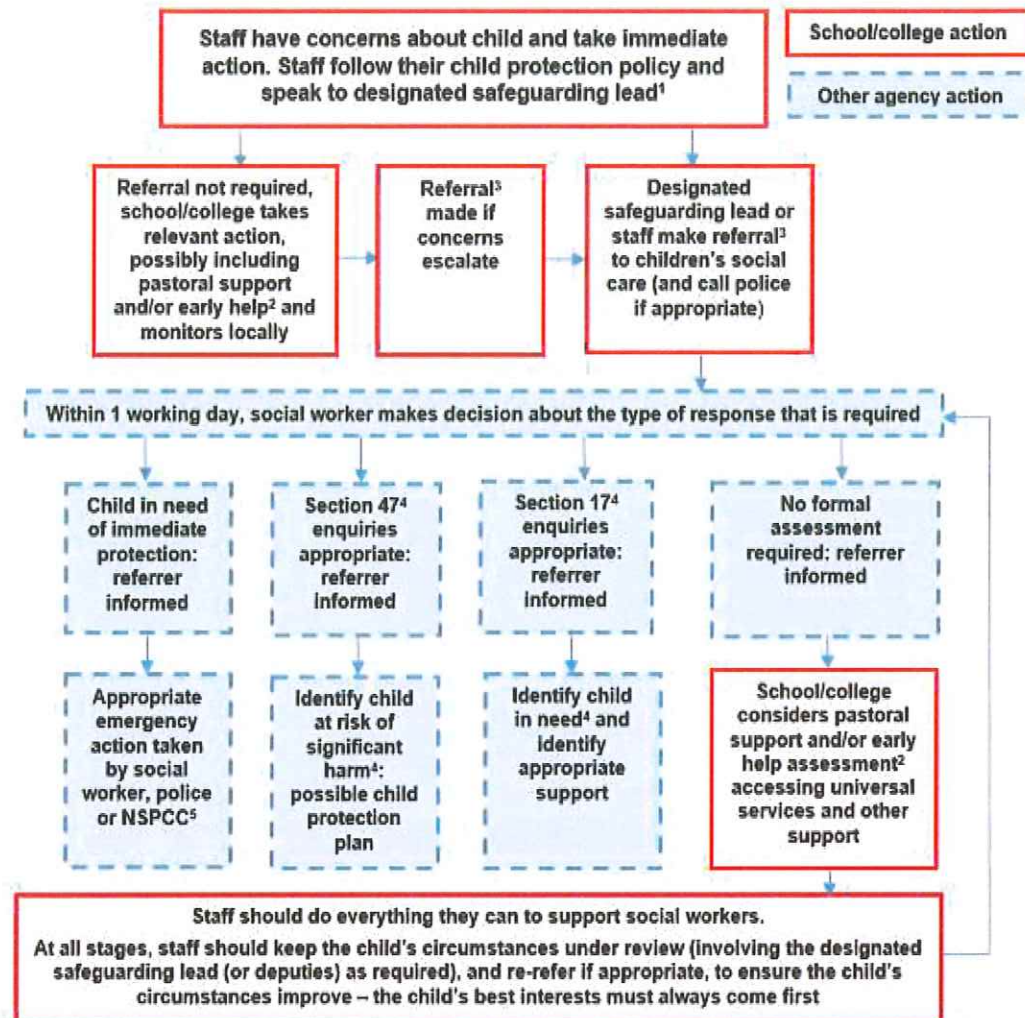 Staff have concerns about child and take immediate
action. Staff follow their child protection policy and
speak to designated safeguarding lead¹
School/college action
Other agency action
Referral not required,
school/college takes
relevant action,
possibly including
pastoral support
and/or early help² and
monitors locally
Referral³
made if
concerns
escalate
Designated
safeguarding lead or
staff make referral³
to children's social
care (and call police
if appropriate)
Within 1 working day, social worker makes decision about the type of response that is required
Child in need
of immediate
protection:
referrer
informed
Section 47⁴
enquiries
appropriate:
referrer
informed
Section 17⁴
enquiries
appropriate:
referrer
informed
No formal
assessment
required: referrer
informed
Appropriate
emergency
action taken
by social
worker, police
or NSPCC⁵
Identify child
at risk of
significant
harm⁴:
possible child
protection
plan
Identify child
in need⁴ and
identify
appropriate
support
School/college
considers pastoral
support and/or early
help assessment²
accessing universal
services and other
support
Staff should do everything they can to support social workers.
At all stages, staff should keep the child's circumstances under review (involving the designated
safeguarding lead (or deputies) as required), and re-refer if appropriate, to ensure the child's
circumstances improve – the child's best interests must always come first